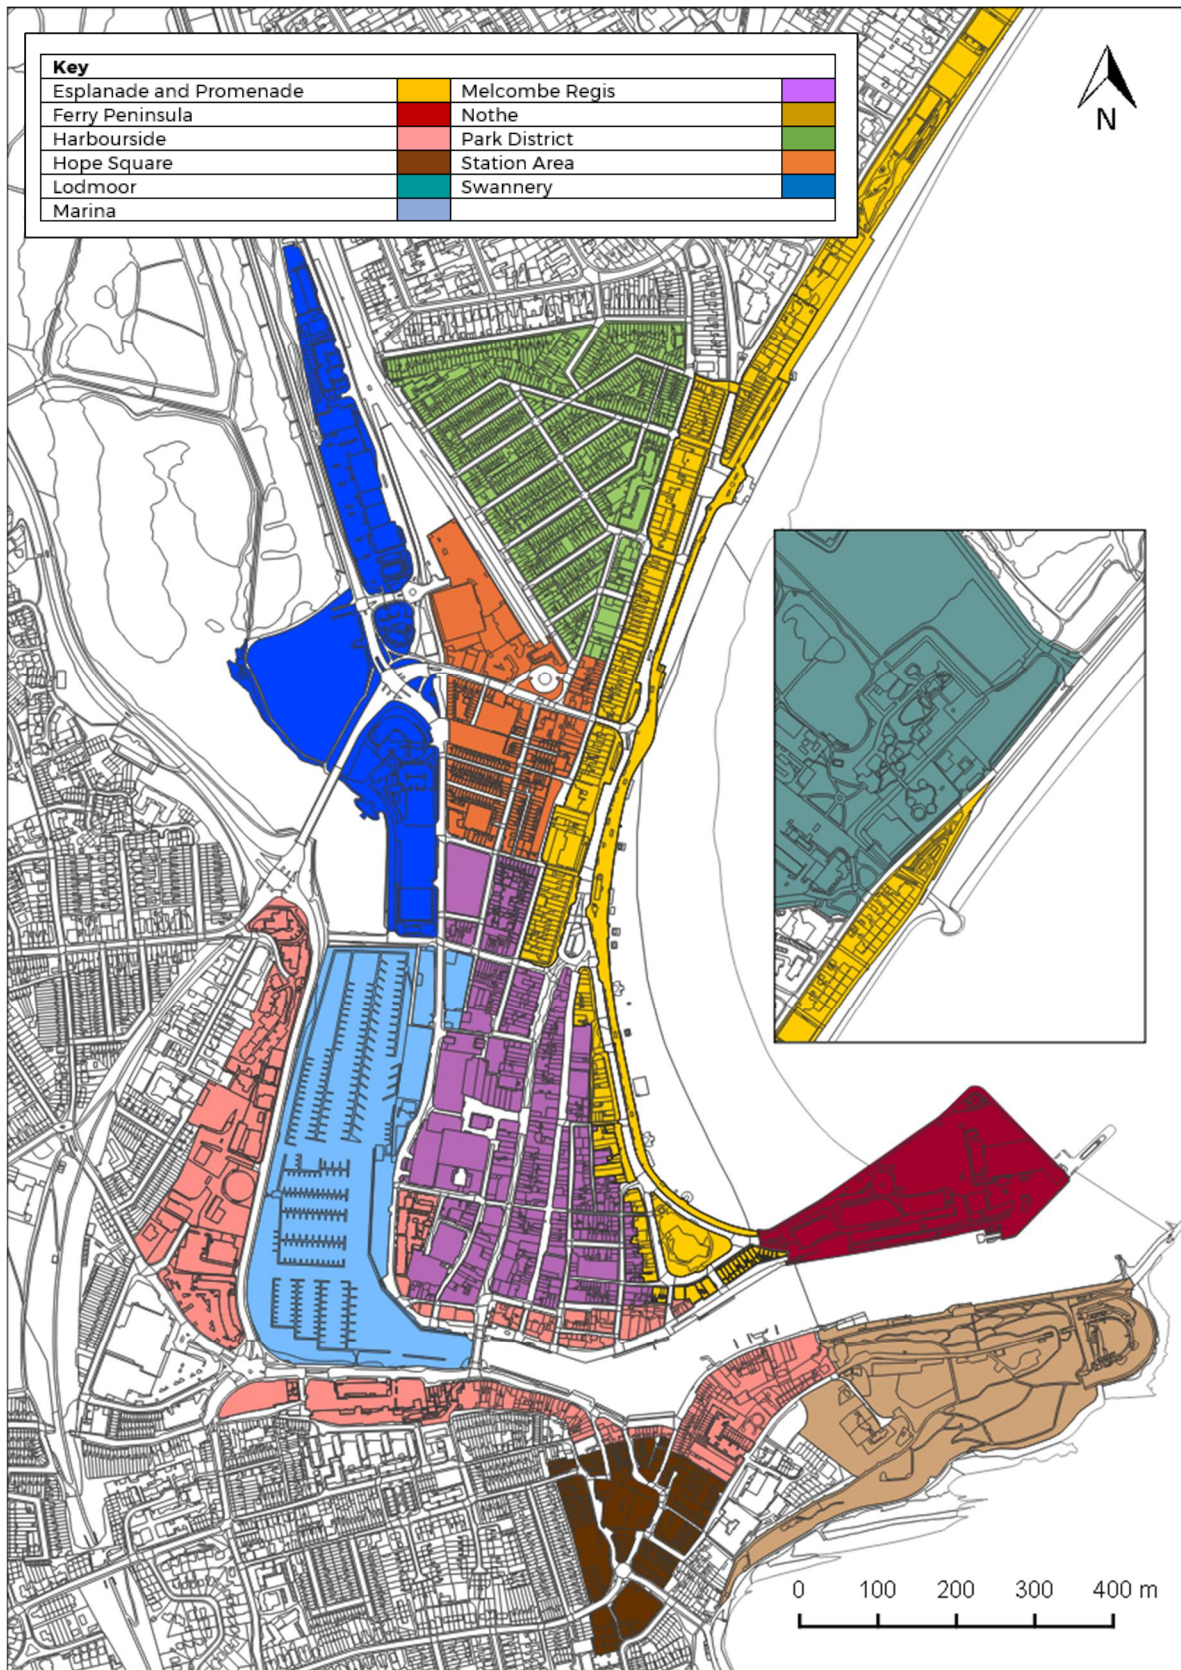 Key
Esplanade and Promenade Melcombe Regis
Ferry Peninsula Nothe
Harbourside Park District
Hope Square Station Area
Lodmoor Swannery
Marina
N
0 100 200 300 400 m